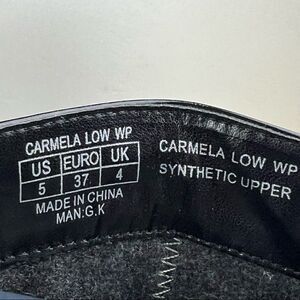 CARMELA LOW WP
US EURO UK
5 37 4
MADE IN CHINA
MAN:G.K
CARMELA LOW WP
SYNTHETIC UPPER